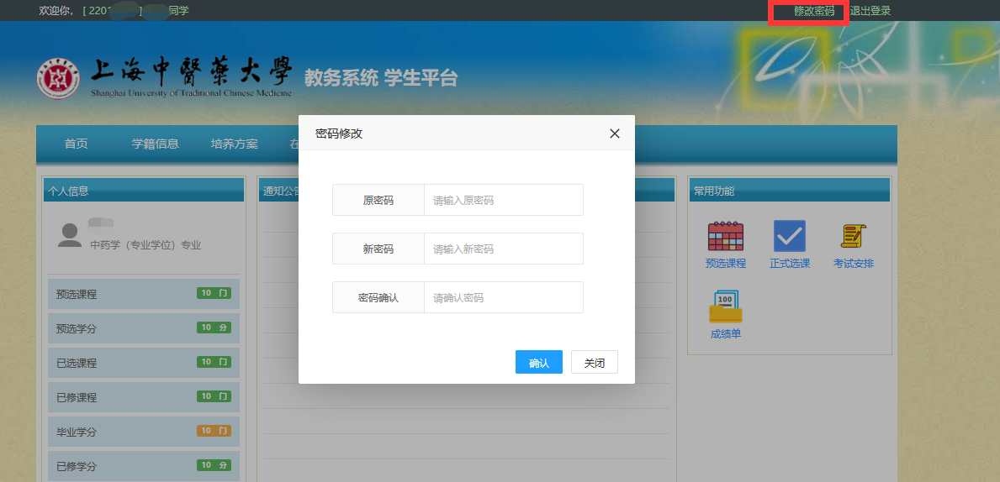 欢迎你, [ 2201 ] 同学
修改密码 退出登录
上海中醫藥大學
Shanghai University of Traditional Chinese Medicine
教务系统 学生平台
首页 学籍信息 培养方案 在
密码修改
个人信息
通知公告
常用功能
中药学（专业学位）专业
预选课程 10 门
预选学分 10 分
已选课程 10 门
已修课程 10 门
毕业学分 10 门
已修学分 10 分
原密码 请输入原密码
新密码 请输入新密码
密码确认 请确认密码
确认 关闭
预选课程 正式选课 考试安排
100
成绩单